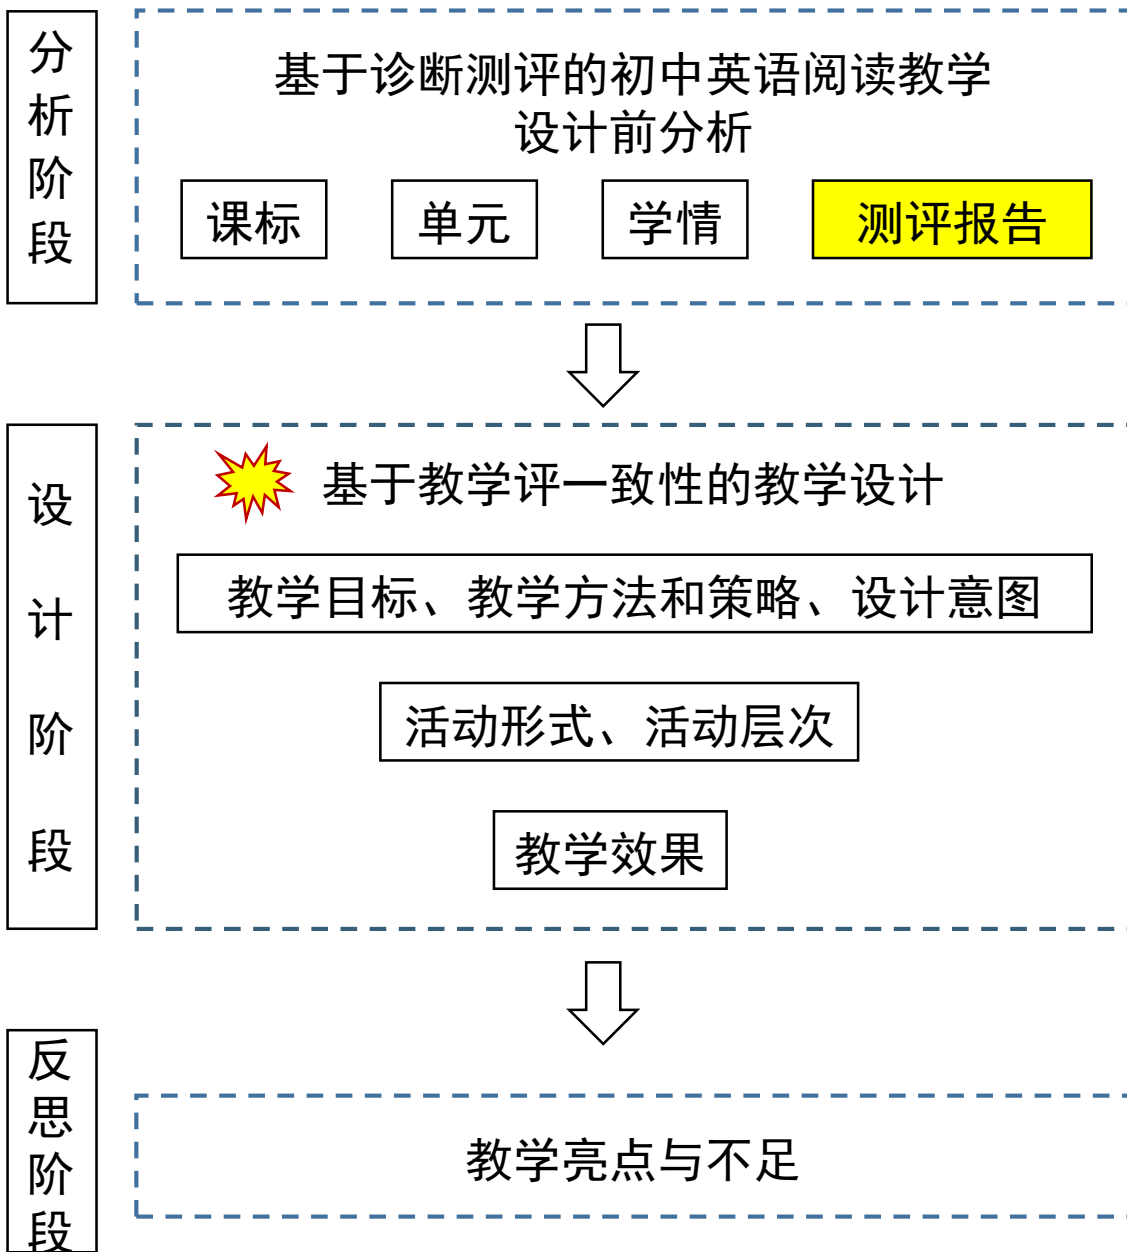 分析阶段
基于诊断测评的初中英语阅读教学
设计前分析
课标
单元
学情
测评报告
设计阶段
基于教学评一致性的教学设计
教学目标、教学方法和策略、设计意图
活动形式、活动层次
教学效果
反思阶段
教学亮点与不足